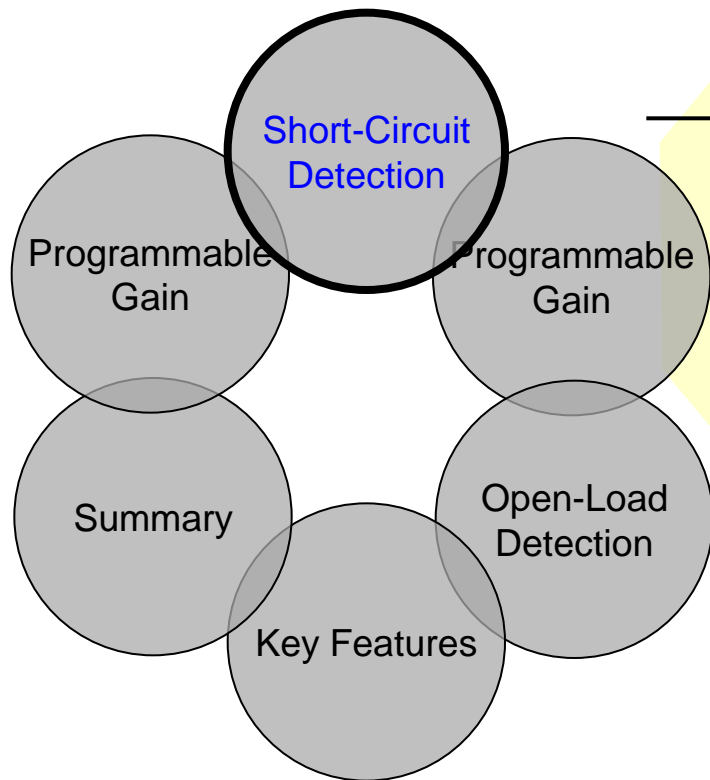 Short-Circuit
Detection
Programmable
Gain
Programmable
Gain
Summary
Open-Load
Detection
Key Features